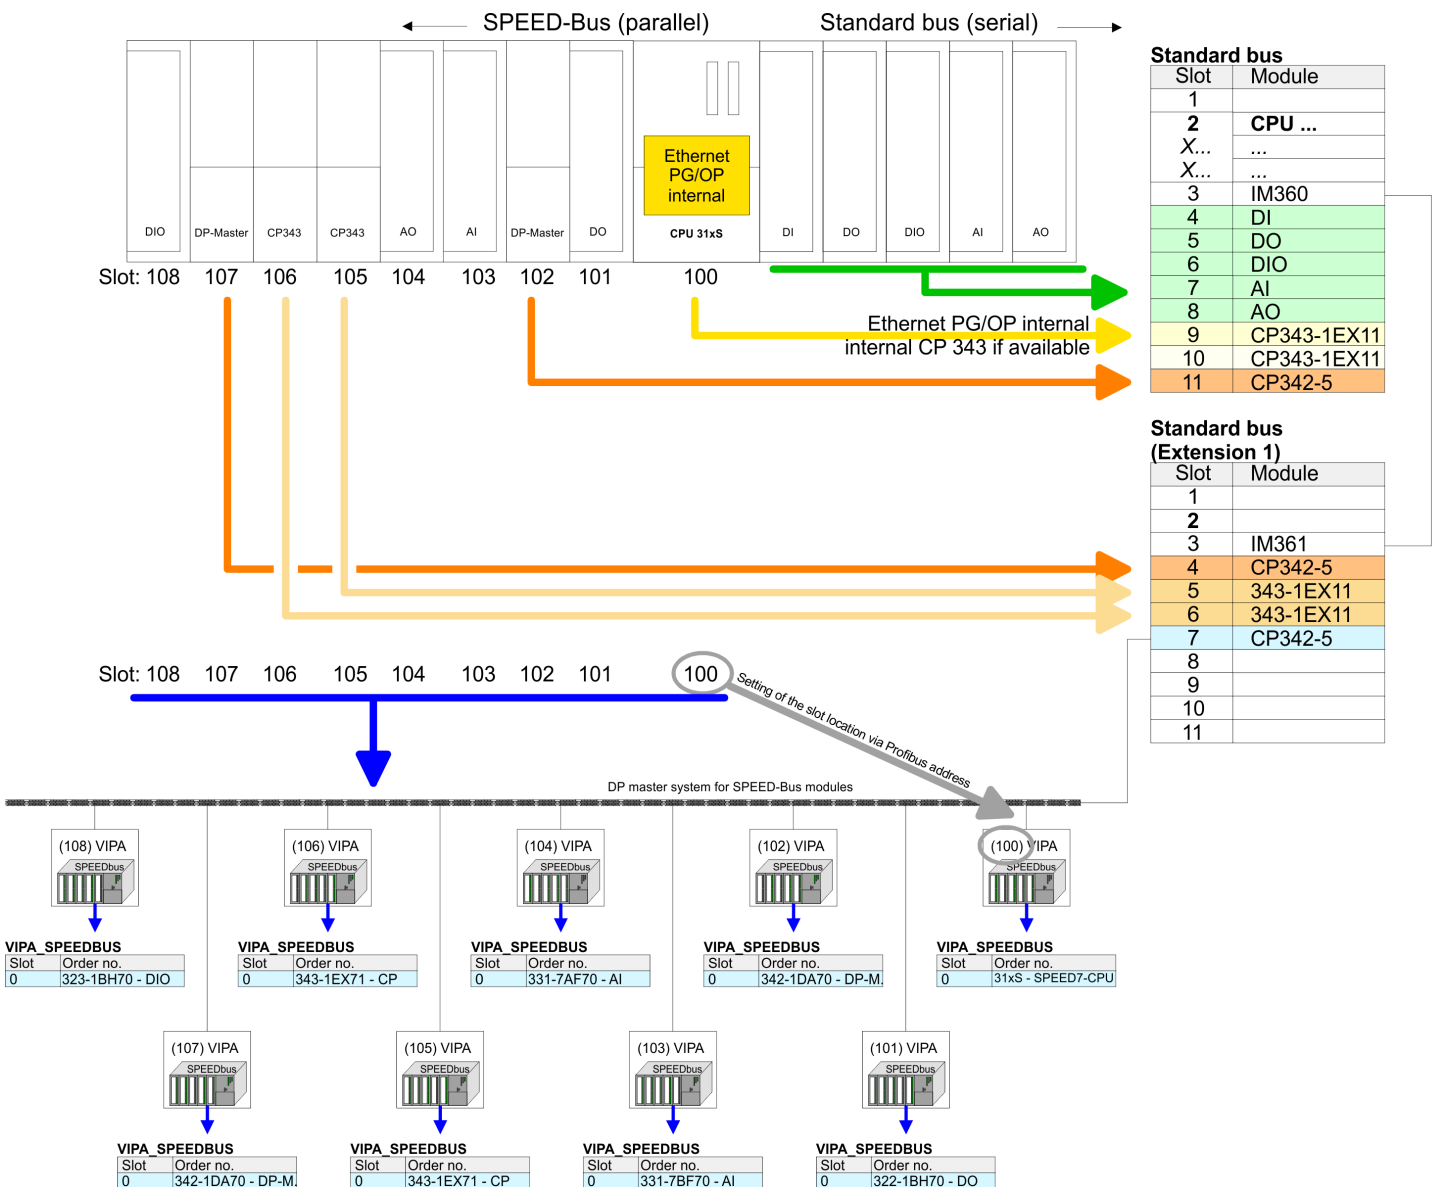 SPEED-Bus (parallel) Standard bus (serial)
DIO DP-Master CP343 CP343 AO AI DP-Master DO CPU 31xS DI DO DIO AI AO
Ethernet
PG/OP
internal
Slot: 108 107 106 105 104 103 102 101 100
Ethernet PG/OP internal
internal CP 343 if available
Standard bus
Slot Module
1
2 CPU ...
X... ...
X... ...
3 IM360
4 DI
5 DO
6 DIO
7 AI
8 AO
9 CP343-1EX11
10 CP343-1EX11
11 CP342-5
Standard bus
(Extension 1)
Slot Module
1
2
3 IM361
4 CP342-5
5 343-1EX11
6 343-1EX11
7 CP342-5
8
9
10
11
Slot: 108 107 106 105 104 103 102 101 100
Setting of the slot location via Profibus address
DP master system for SPEED-Bus modules
(108) VIPA
SPEEDbus
VIPA_SPEEDBUS
Slot Order no.
0 323-1BH70 - DIO
(106) VIPA
SPEEDbus
VIPA_SPEEDBUS
Slot Order no.
0 343-1EX71 - CP
(104) VIPA
SPEEDbus
VIPA_SPEEDBUS
Slot Order no.
0 331-7AF70 - AI
(102) VIPA
SPEEDbus
VIPA_SPEEDBUS
Slot Order no.
0 342-1DA70 - DP-M.
(100) VIPA
SPEEDbus
VIPA_SPEEDBUS
Slot Order no.
0 31xS - SPEED7-CPU
(107) VIPA
SPEEDbus
VIPA_SPEEDBUS
Slot Order no.
0 342-1DA70 - DP-M.
(105) VIPA
SPEEDbus
VIPA_SPEEDBUS
Slot Order no.
0 343-1EX71 - CP
(103) VIPA
SPEEDbus
VIPA_SPEEDBUS
Slot Order no.
0 331-7BF70 - AI
(101) VIPA
SPEEDbus
VIPA_SPEEDBUS
Slot Order no.
0 322-1BH70 - DO